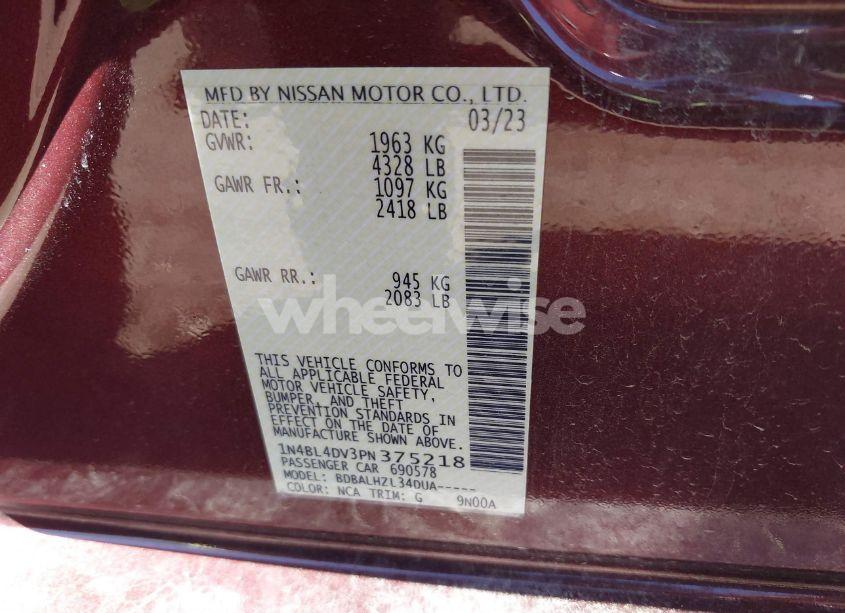 MFD BY NISSAN MOTOR CO., LTD.
DATE: 03/23
GVWR: 1963 KG
4328 LB
GAWR FR.: 1097 KG
2418 LB
GAWR RR.: 945 KG
2083 LB
wheelwise
THIS VEHICLE CONFORMS TO
ALL APPLICABLE FEDERAL
MOTOR VEHICLE SAFETY,
BUMPER, AND THEFT
PREVENTION STANDARDS IN
EFFECT ON THE DATE OF
MANUFACTURE SHOWN ABOVE.
1N4BL4DV3PN375218
PASSENGER CAR 690578
MODEL: BDBALHZL34DUA-----
COLOR: NCA TRIM: G 9N00A